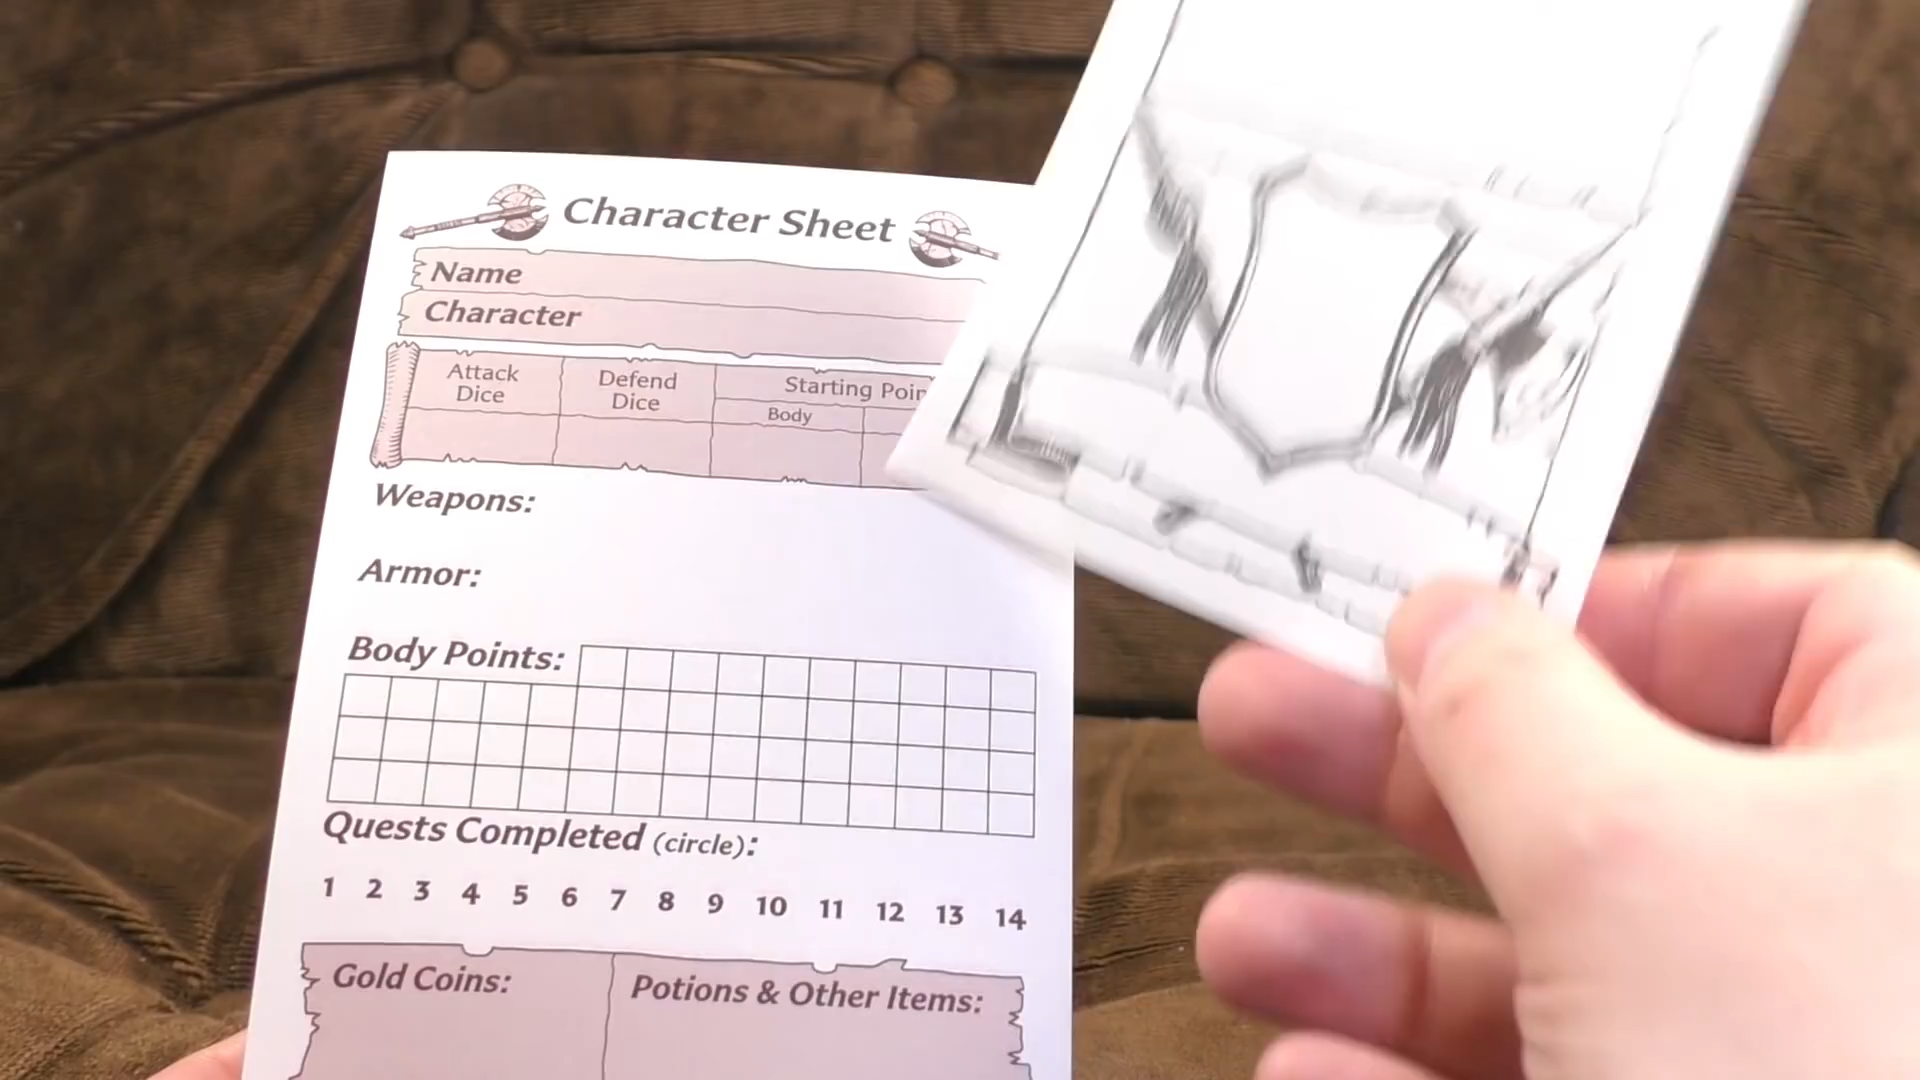 Character Sheet
Name
Character
Attack Dice
Defend Dice
Starting
Body
Weapons:
Armor:
Body Points:
Quests Completed (circle):
1 2 3 4 5 6 7 8 9 10 11 12 13 14
Gold Coins:
Potions & Other Items: